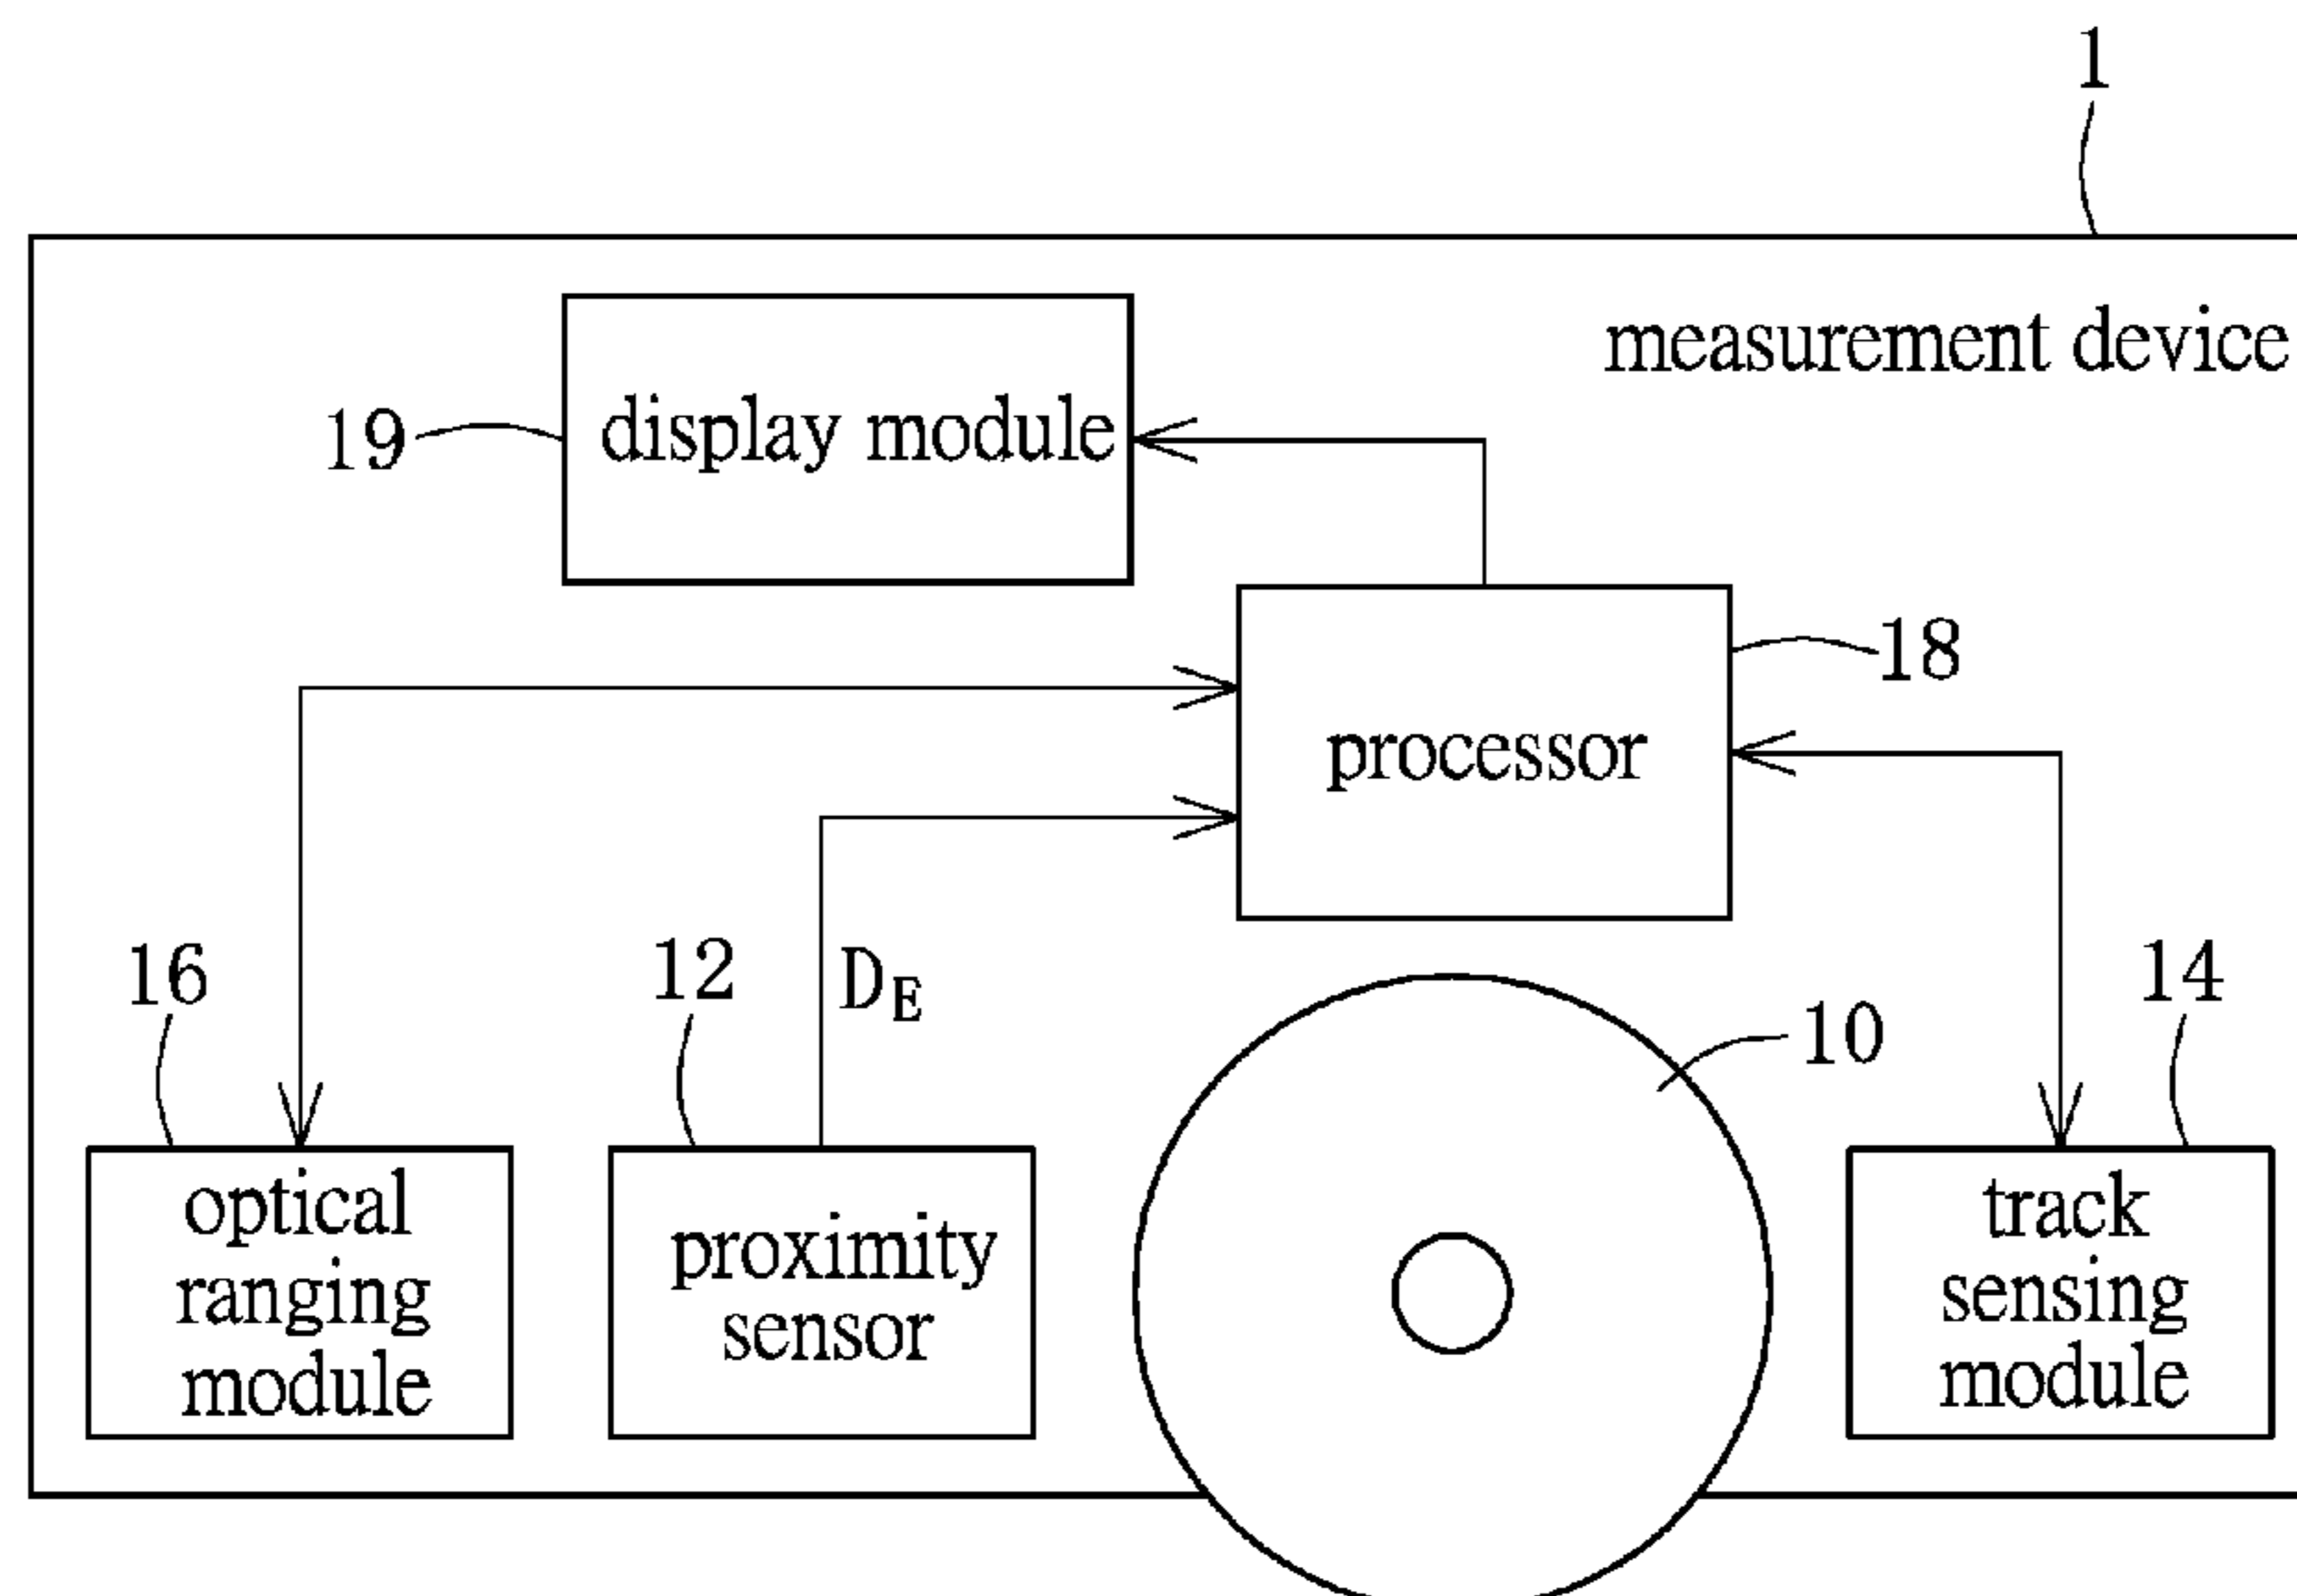 1
measurement device
display module
19
18
processor
16
12
D_E
10
14
optical
ranging
module
proximity
sensor
track
sensing
module